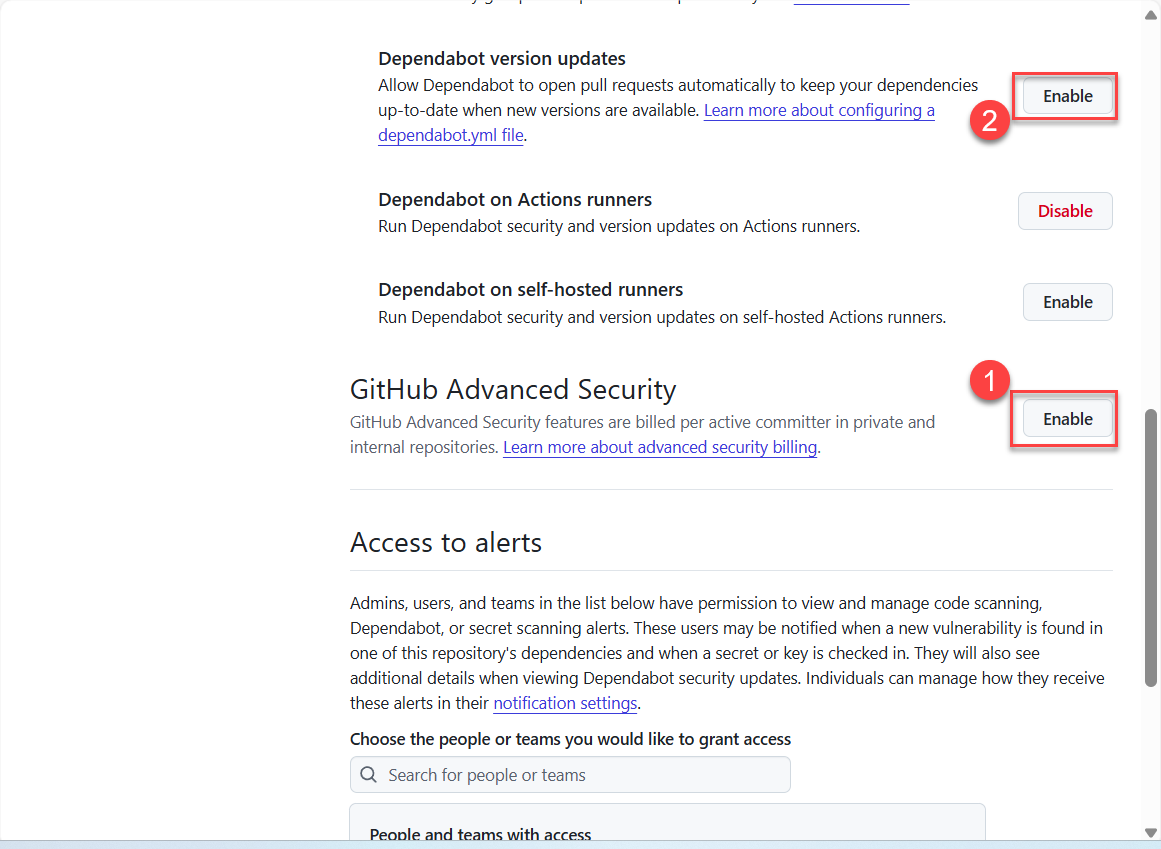 Dependabot version updates
Allow Dependabot to open pull requests automatically to keep your dependencies
up-to-date when new versions are available. Learn more about configuring a
dependabot.yml file.
Enable
2
Dependabot on Actions runners
Run Dependabot security and version updates on Actions runners.
Disable
Dependabot on self-hosted runners
Run Dependabot security and version updates on self-hosted Actions runners.
Enable
GitHub Advanced Security
GitHub Advanced Security features are billed per active committer in private and
internal repositories. Learn more about advanced security billing.
1
Enable
Access to alerts
Admins, users, and teams in the list below have permission to view and manage code scanning,
Dependabot, or secret scanning alerts. These users may be notified when a new vulnerability is found in
one of this repository's dependencies and when a secret or key is checked in. They will also see
additional details when viewing Dependabot security updates. Individuals can manage how they receive
these alerts in their notification settings.
Choose the people or teams you would like to grant access
Search for people or teams
People and teams with access